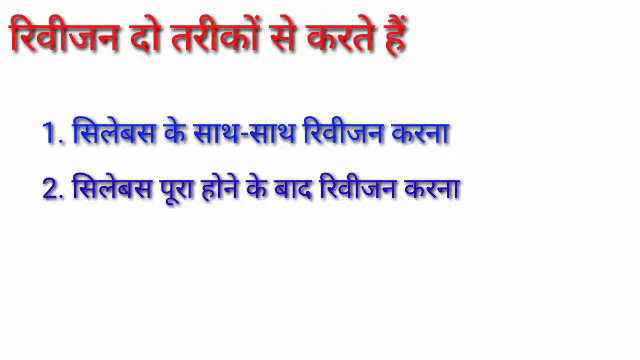 रिवीजन दो तरीकों से करते हैं
1. सिलेबस के साथ-साथ रिवीजन करना
2. सिलेबस पूरा होने के बाद रिवीजन करना